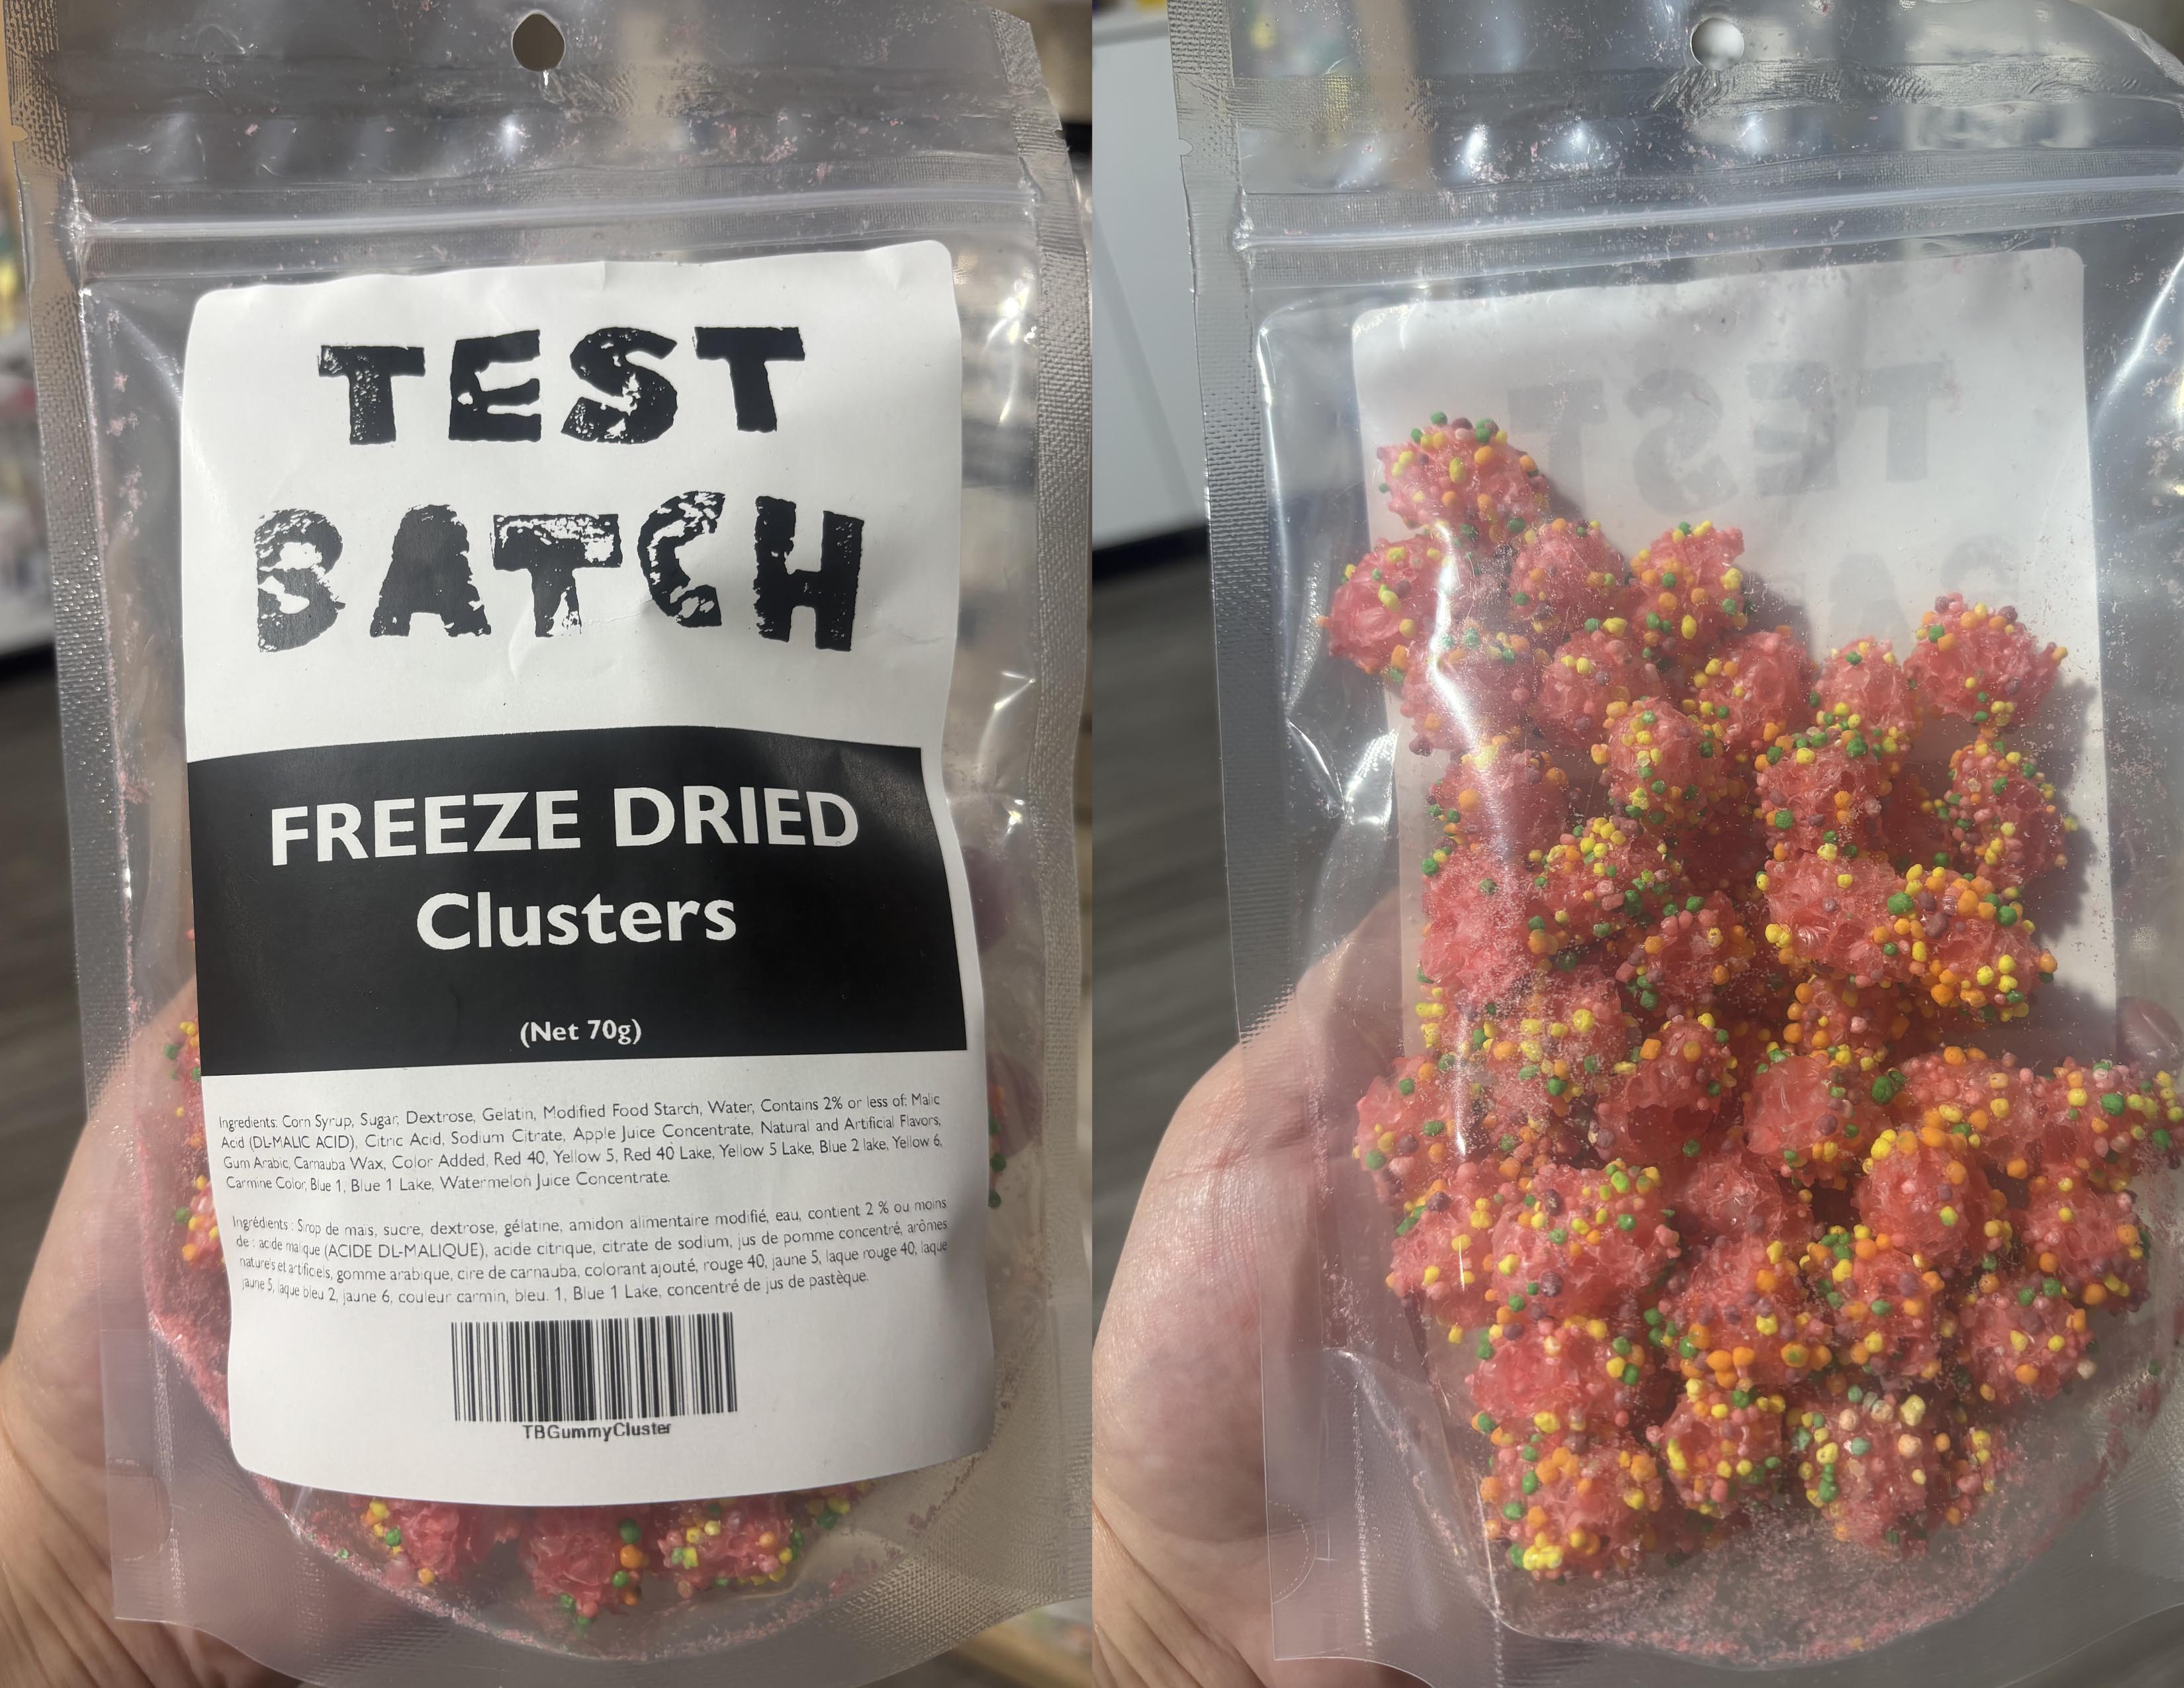 TEST
BATCH
FREEZE DRIED
Clusters
(Net 70g)
Ingredients: Corn Syrup, Sugar, Dextrose, Gelatin, Modified Food Starch, Water, Contains 2% or less of: Malic
Acid (DL-MALIC ACID), Citric Acid, Sodium Citrate, Apple Juice Concentrate, Natural and Artificial Flavors,
Gum Arabic, Carnauba Wax, Color Added, Red 40, Yellow 5, Red 40 Lake, Yellow 5 Lake, Blue 2 lake, Yellow 6,
Carmine Color, Blue 1, Blue 1 Lake, Watermelon Juice Concentrate.
Ingrédients : Sirop de mais, sucre, dextrose, gélatine, amidon alimentaire modifié, eau, contient 2 % ou moins
de : acide malique (ACIDE DL-MALIQUE), acide citrique, citrate de sodium, jus de pomme concentré, arômes
naturels et artificiels, gomme arabique, cire de carnauba, colorant ajouté, rouge 40, jaune 5, laque rouge 40, laque
jaune 5, laque bleu 2, jaune 6, couleur carmin, bleu. 1, Blue 1 Lake, concentré de jus de pastèque.
TBGummyCluster
TEST
BA